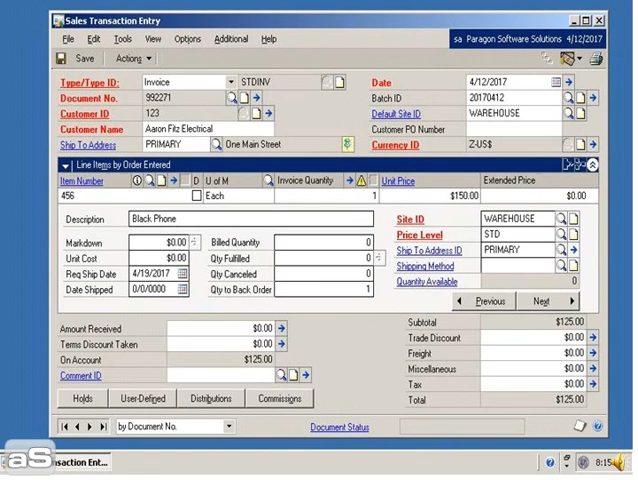 Sales Transaction Entry
File Edit Tools View Options Additional Help sa Paragon Software Solutions 4/12/2017
Save Actions
Type/Type ID: Invoice STDINV Date 4/12/2017
Document No. 992271 Batch ID 20170412
Customer ID 123 Default Site ID WAREHOUSE
Customer Name Aaron Fitz Electrical Customer PO Number
Ship To Address PRIMARY One Main Street Currency ID Z-US$
Line Items by Order Entered
Item Number D U of M Invoice Quantity Unit Price Extended Price
456 Each 1 $150.00 $0.00
Description Black Phone Site ID WAREHOUSE
Price Level STD
Markdown $0.00 Billed Quantity 0 Ship To Address ID PRIMARY
Unit Cost $0.00 Qty Fulfilled 0 Shipping Method
Req Ship Date 4/19/2017 Qty Canceled 0 Quantity Available 0
Date Shipped 0/0/0000 Qty to Back Order 1
Previous Next
Amount Received $0.00 Subtotal $125.00
Terms Discount Taken $0.00 Trade Discount $0.00
On Account $125.00 Freight $0.00
Comment ID Miscellaneous $0.00
Tax $0.00
Holds User-Defined Distributions Commissions Total $125.00
by Document No. Document Status
aS
nsaction Ent... 8:15